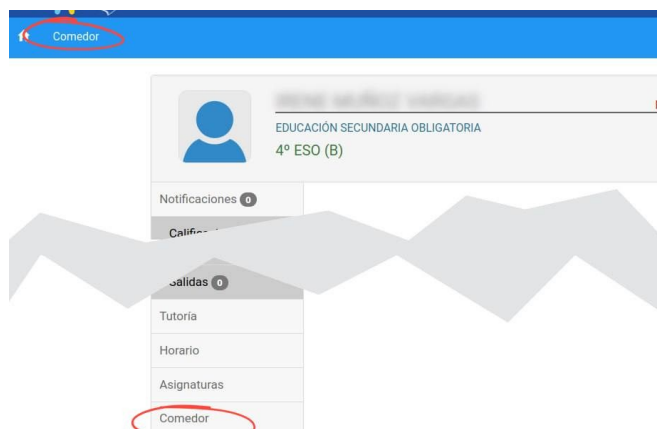 Comedor
EDUCACIÓN SECUNDARIA OBLIGATORIA
4º ESO (B)
Notificaciones 0
Salidas 0
Tutoría
Horario
Asignaturas
Comedor